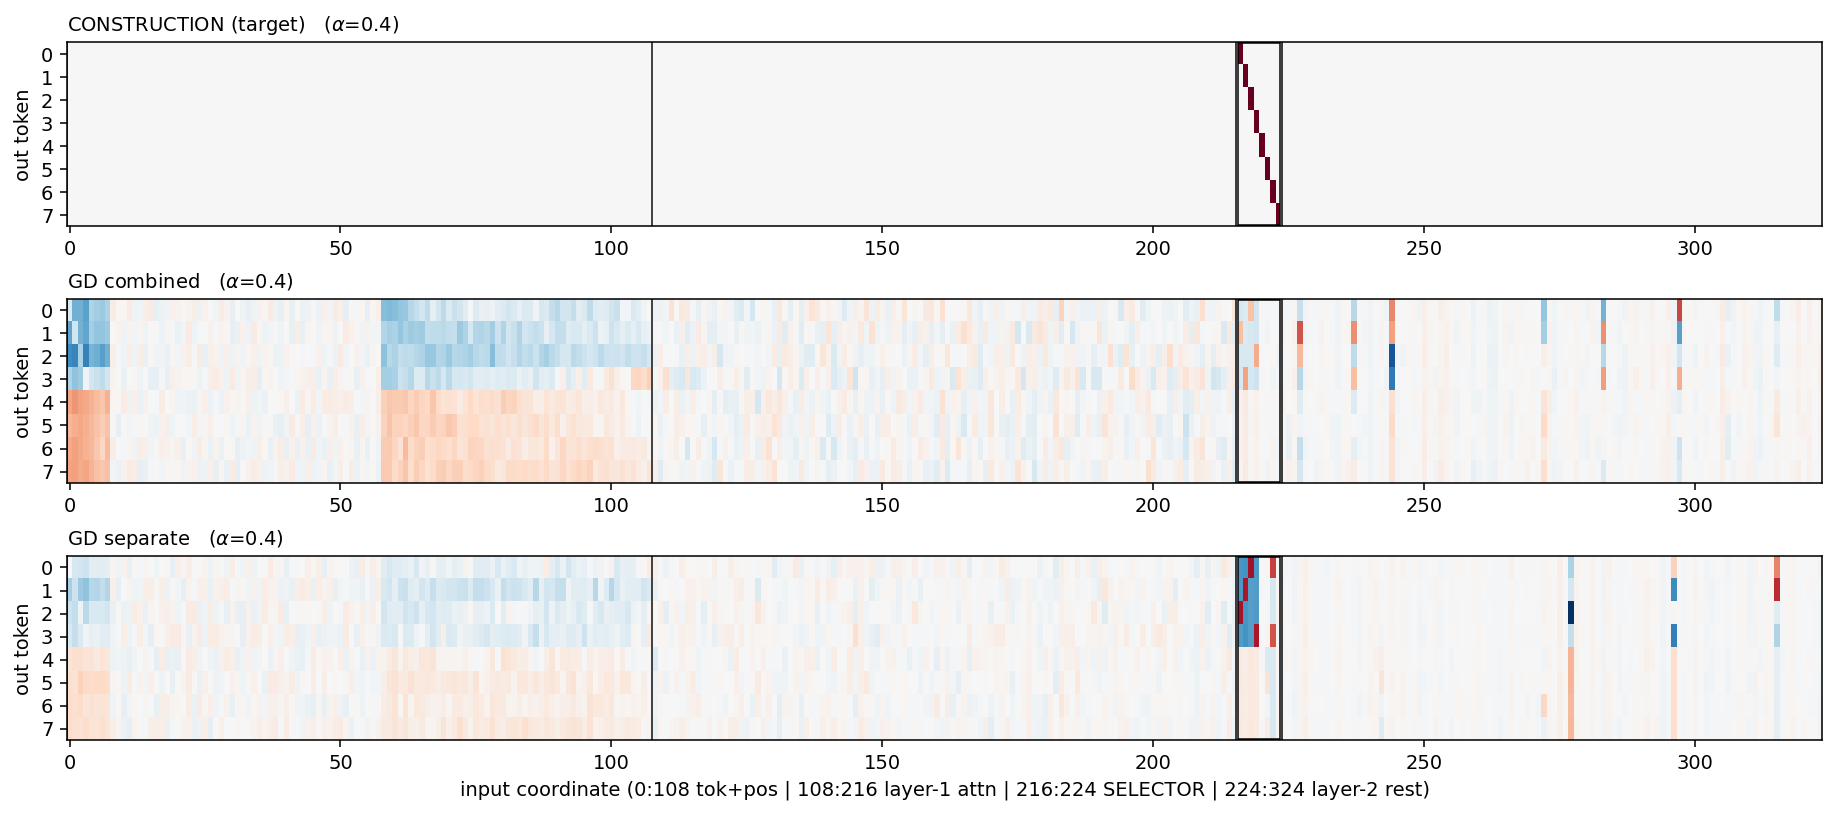 CONSTRUCTION (target) (α=0.4)
out token
0
1
2
3
4
5
6
7
0 50 100 150 200 250 300
GD combined (α=0.4)
out token
0
1
2
3
4
5
6
7
0 50 100 150 200 250 300
GD separate (α=0.4)
out token
0
1
2
3
4
5
6
7
0 50 100 150 200 250 300
input coordinate (0:108 tok+pos | 108:216 layer-1 attn | 216:224 SELECTOR | 224:324 layer-2 rest)